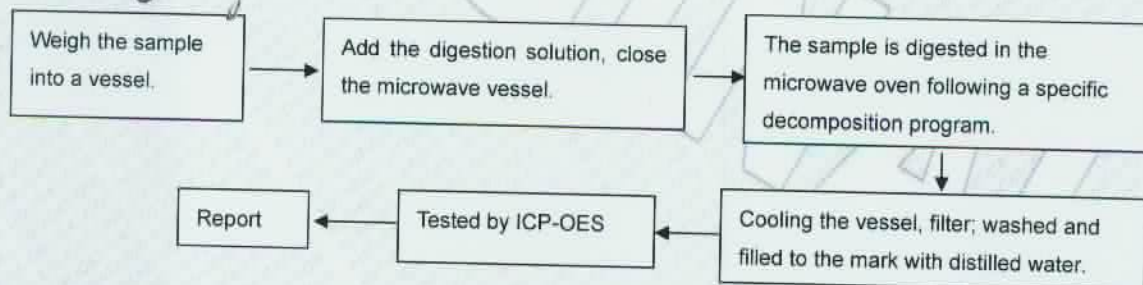 Weigh the sample
into a vessel.
Add the digestion solution, close
the microwave vessel.
The sample is digested in the
microwave oven following a specific
decomposition program.
Cooling the vessel, filter; washed and
filled to the mark with distilled water.
Tested by ICP-OES
Report